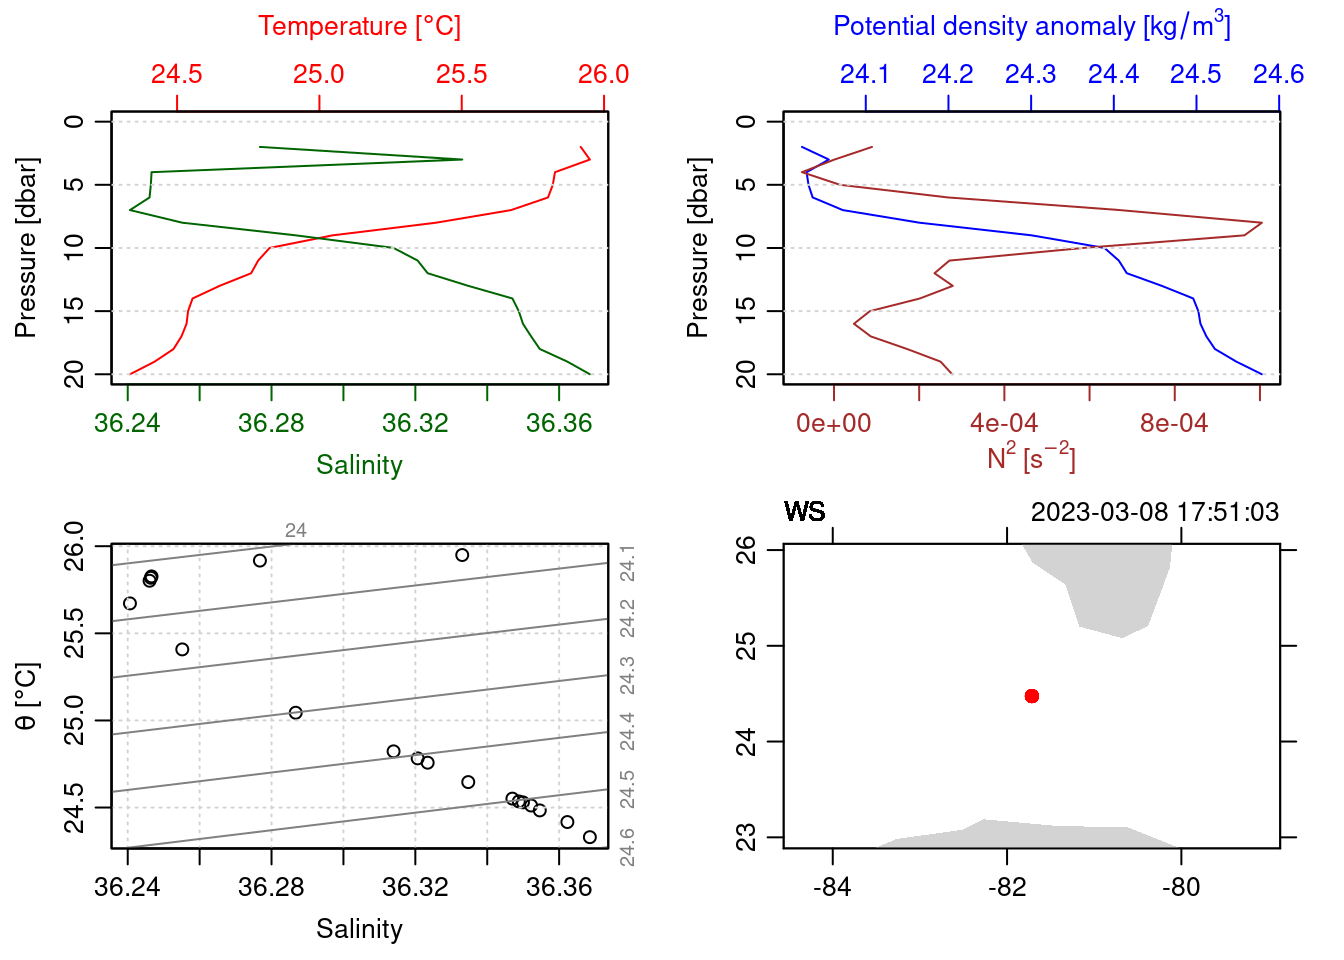 Temperature [°C]
24.5 25.0 25.5 26.0
Pressure [dbar]
0 5 10 15 20
36.24 36.28 36.32 36.36
Salinity
Potential density anomaly [kg/m³]
24.1 24.2 24.3 24.4 24.5 24.6
Pressure [dbar]
0 5 10 15 20
0e+00 4e-04 8e-04
N² [s⁻²]
24
θ [°C]
26.0 25.5 25.0 24.5
24.1 24.2 24.3 24.4 24.5 24.6
36.24 36.28 36.32 36.36
Salinity
WS 2023-03-08 17:51:03
26 25 24 23
-84 -82 -80